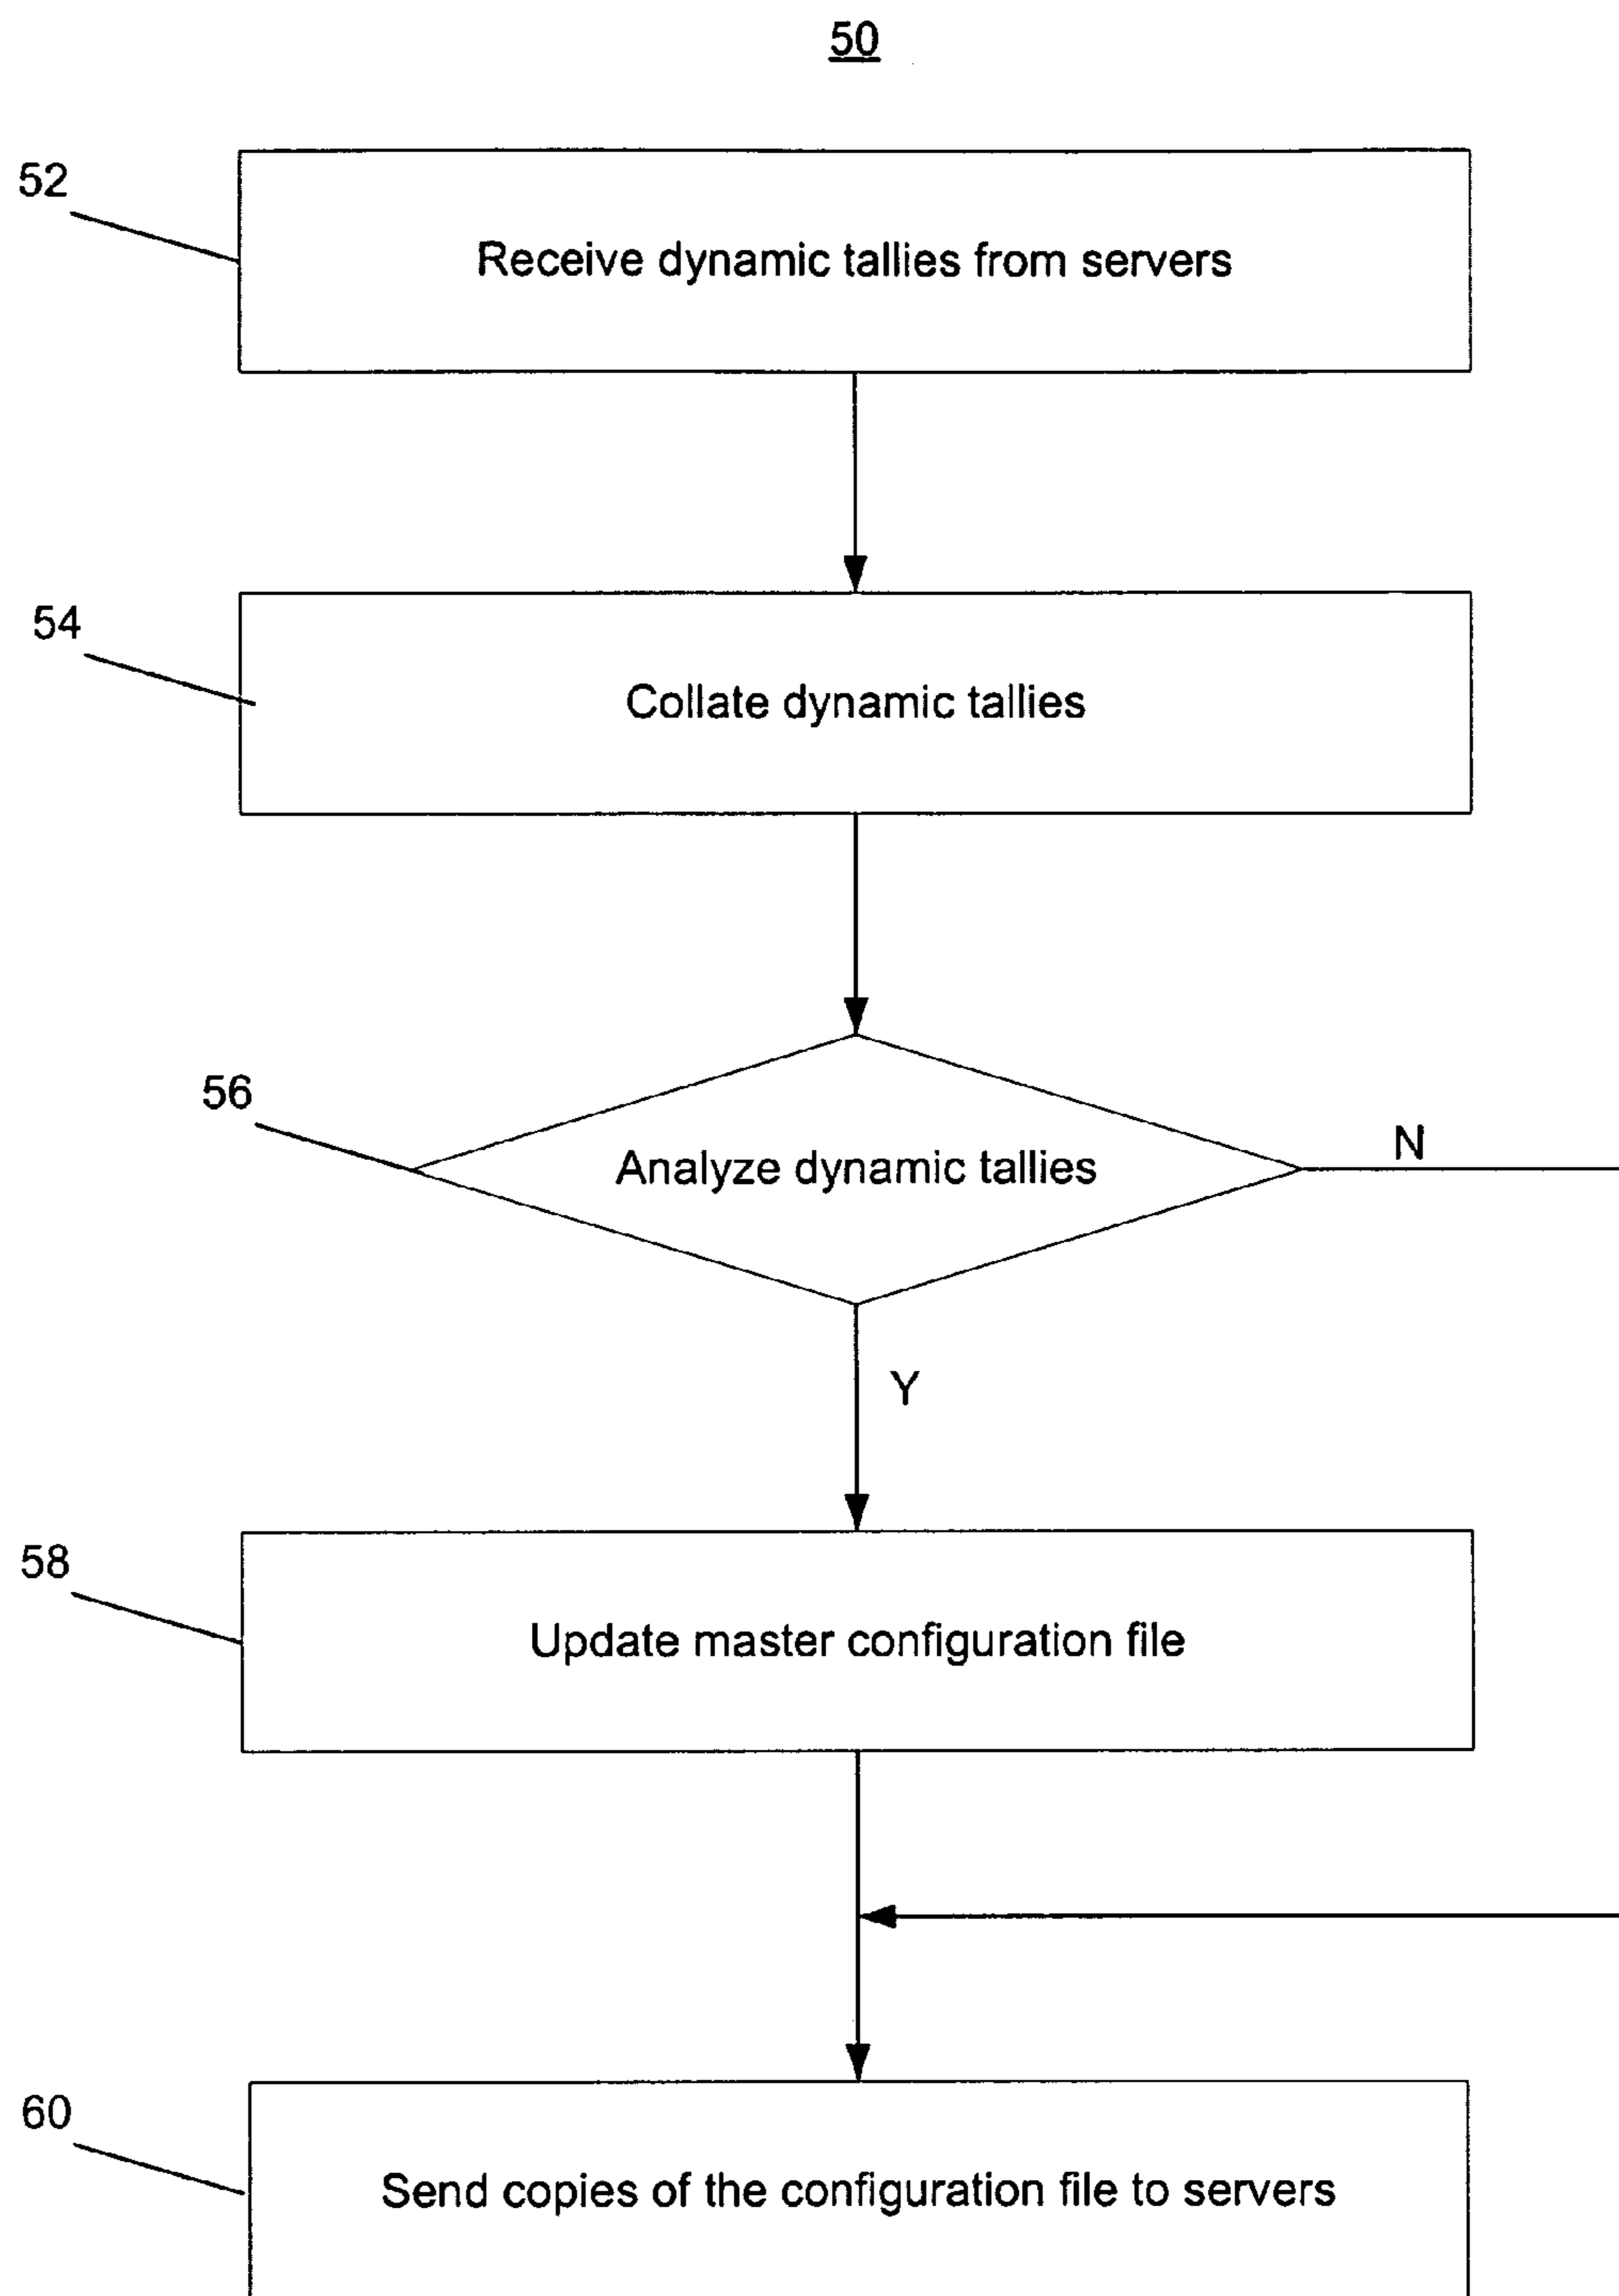 50
52
Receive dynamic tallies from servers
54
Collate dynamic tallies
56
Analyze dynamic tallies
N
Y
58
Update master configuration file
60
Send copies of the configuration file to servers